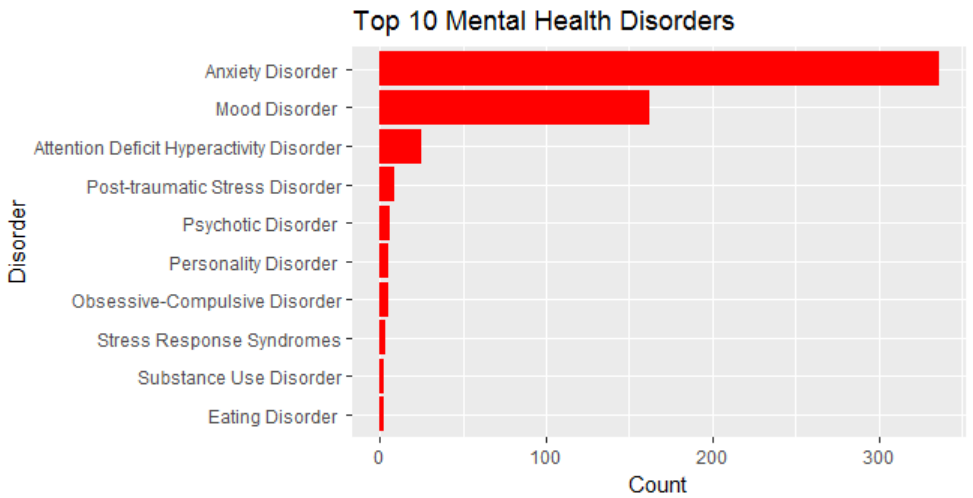 Top 10 Mental Health Disorders
Anxiety Disorder
Mood Disorder
Attention Deficit Hyperactivity Disorder
Post-traumatic Stress Disorder
Psychotic Disorder
Personality Disorder
Obsessive-Compulsive Disorder
Stress Response Syndromes
Substance Use Disorder
Eating Disorder
Disorder
0 100 200 300
Count